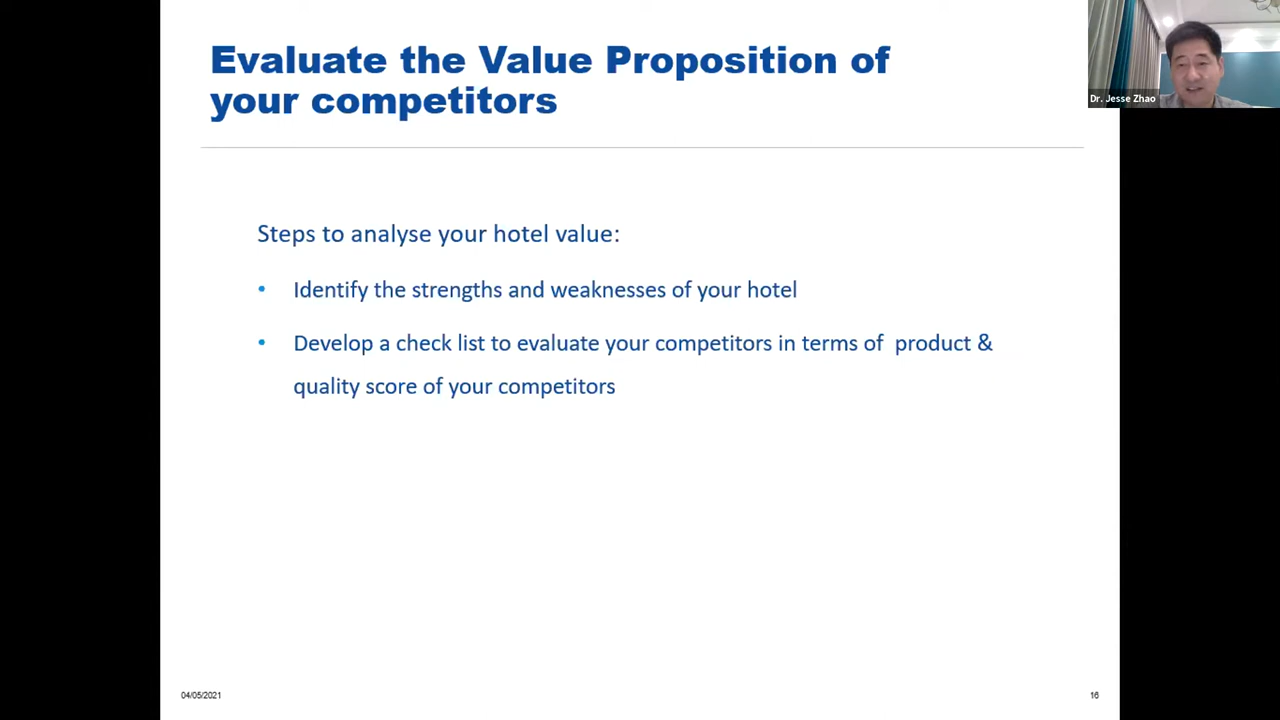 Evaluate the Value Proposition of
your competitors
Dr. Jesse Zhao
Steps to analyse your hotel value:
• Identify the strengths and weaknesses of your hotel
• Develop a check list to evaluate your competitors in terms of  product &
quality score of your competitors
04/05/2021
16